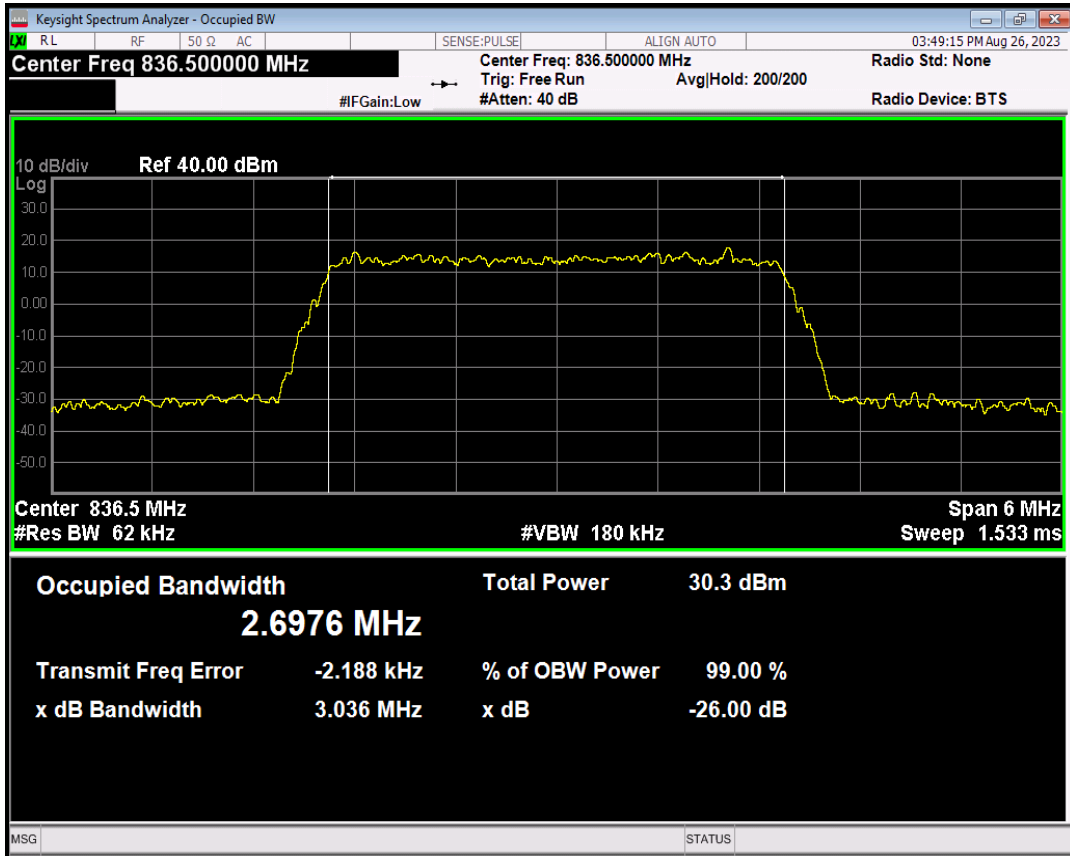 Keysight Spectrum Analyzer - Occupied BW
LXI RL RF 50 Ω AC SENSE:PULSE ALIGN AUTO 03:49:15 PM Aug 26, 2023
Center Freq 836.500000 MHz Center Freq: 836.500000 MHz Radio Std: None
Trig: Free Run Avg|Hold: 200/200
#IFGain:Low #Atten: 40 dB Radio Device: BTS
10 dB/div Ref 40.00 dBm
Log
30.0
20.0
10.0
0.00
-10.0
-20.0
-30.0
-40.0
-50.0
Center 836.5 MHz Span 6 MHz
#Res BW 62 kHz #VBW 180 kHz Sweep 1.533 ms
Occupied Bandwidth Total Power 30.3 dBm
2.6976 MHz
Transmit Freq Error -2.188 kHz % of OBW Power 99.00 %
x dB Bandwidth 3.036 MHz x dB -26.00 dB
MSG STATUS